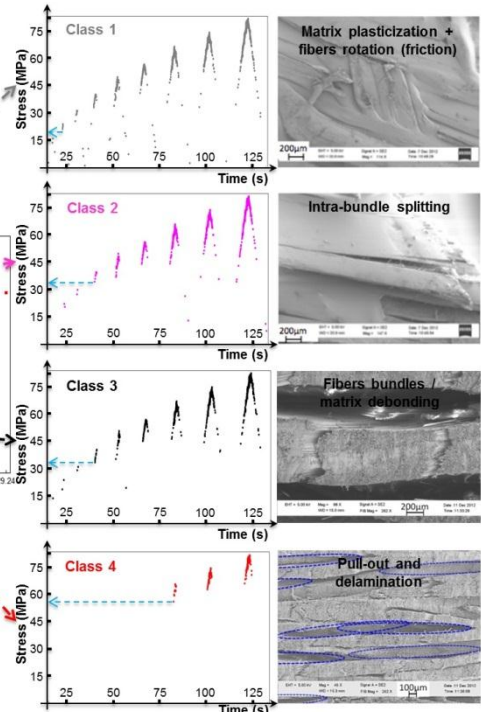 Class 1
Stress (MPa)
75
60
45
30
15
25
50
75
100
125
Time (s)
Matrix plasticization +
fibers rotation (friction)
200µm
Class 2
Stress (MPa)
75
60
45
30
15
25
50
75
100
125
Time (s)
Intra-bundle splitting
200µm
Class 3
Stress (MPa)
75
60
45
30
15
25
50
75
100
125
Time (s)
Fibers bundles /
matrix debonding
200µm
9.24
Class 4
Stress (MPa)
75
60
45
30
15
25
50
75
100
125
Time (s)
Pull-out and
delamination
100µm